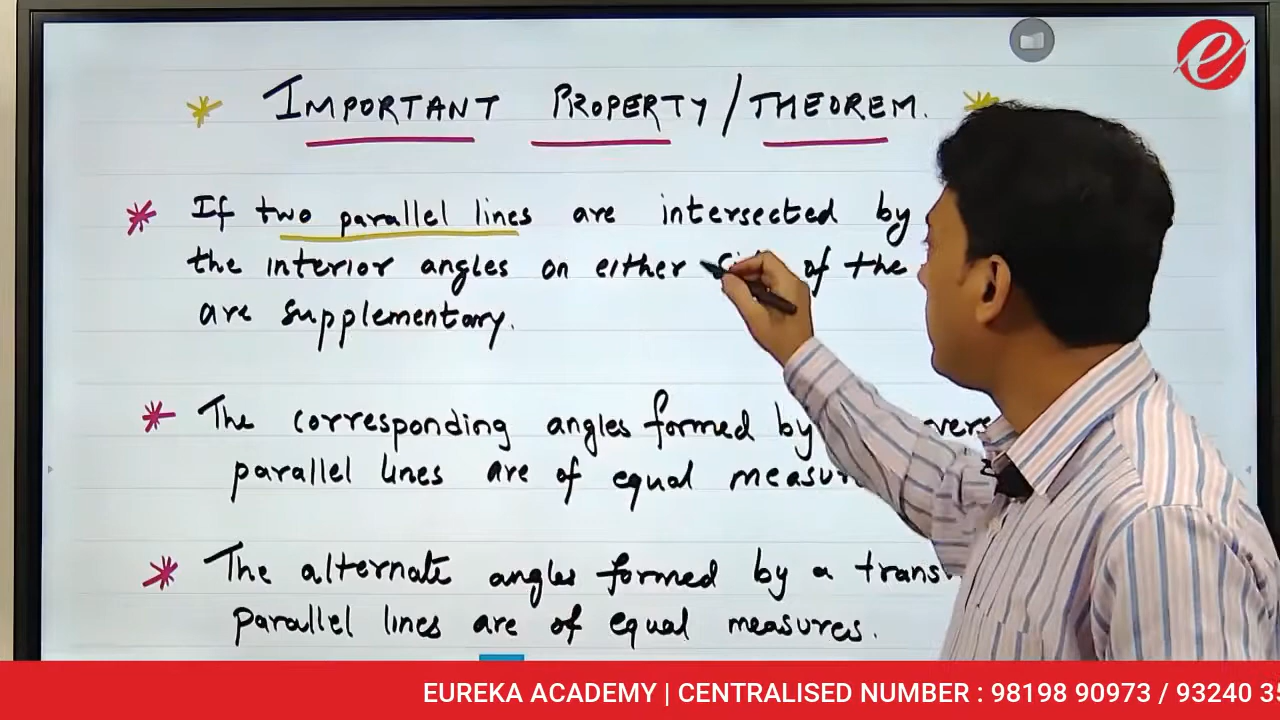 IMPORTANT PROPERTY / THEOREM.
If two parallel lines are intersected by
the interior angles on either of the
are supplementary.
The corresponding angles formed by
parallel lines are of equal
The alternate angles formed by a
parallel lines are of equal measures.
EUREKA ACADEMY | CENTRALISED NUMBER : 98198 90973 / 93240